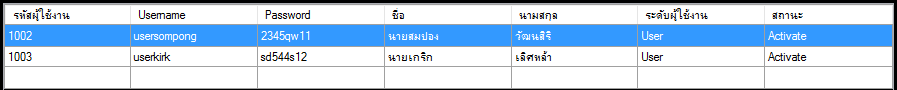 รหัสผู้ใช้งาน Username Password ชื่อ นามสกุล ระดับผู้ใช้งาน สถานะ
1002 usersompong 2345qw11 นายสมปอง วัฒนสิริ User Activate
1003 userkirk sd544s12 นายเกริก เลิศหล้า User Activate